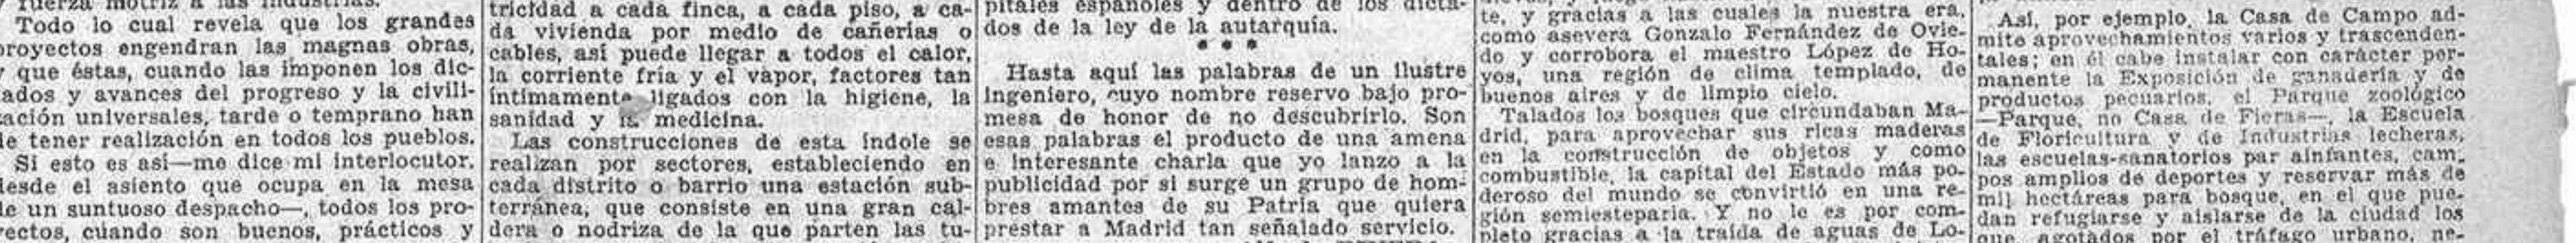 fuerza motriz a las industrias.
Todo lo cual revela que los grandes
proyectos engendran las magnas obras,
y que éstas, cuando las imponen los dic-
tados y avances del progreso y la civili-
zación universales, tarde o temprano han
de tener realización en todos los pueblos.
Si esto es así—me dice mi interlocutor.
desde el asiento que ocupa en la mesa
de un suntuoso despacho—, todos los pro-
yectos, cuando son buenos, prácticos y
tricidad a cada finca, a cada piso, a ca-
da vivienda por medio de cañerías o
cables, así puede llegar a todos el calor,
la corriente fría y el vapor, factores tan
íntimamente ligados con la higiene, la
sanidad y la medicina.
Las construcciones de esta índole se
realizan por sectores, estableciendo en
cada distrito o barrio una estación sub-
terránea, que consiste en una gran cal-
dera o nodriza de la que parten las tu-
pitales españoles y dentro de los dicta-
dos de la ley de la autarquía.
* * *
Hasta aquí las palabras de un ilustre
ingeniero, cuyo nombre reservo bajo pro-
mesa de honor de no descubrirlo. Son
esas palabras el producto de una amena
e interesante charla que yo lanzo a la
publicidad por si surge un grupo de hom-
bres amantes de su Patria que quiera
prestar a Madrid tan señalado servicio.
te, y gracias a las cuales la nuestra era,
como asevera Gonzalo Fernández de Ovie-
do y corrobora el maestro López de Ho-
yos, una región de clima templado, de
buenos aires y de limpio cielo.
Talados los bosques que circundaban Ma-
drid, para aprovechar sus ricas maderas
en la construcción de objetos y como
combustible, la capital del Estado más po-
deroso del mundo se convirtió en una re-
gión semiesteparia. Y no lo es por com-
pleto gracias a la traída de aguas de Lo-
Así, por ejemplo, la Casa de Campo ad-
mite aprovechamientos varios y trascenden-
tales; en él cabe instalar con carácter per-
manente la Exposición de ganadería y de
productos pecuarios, el Parque zoológico
—Parque, no Casa de Fieras—, la Escuela
de Floricultura y de Industrias lecheras,
las escuelas-sanatorios par ainfantes, cam-
pos amplios de deportes y reservar más de
mil hectáreas para bosque, en el que pue-
dan refugiarse y aislarse de la ciudad los
que, agotados por el tráfago urbano, ne-